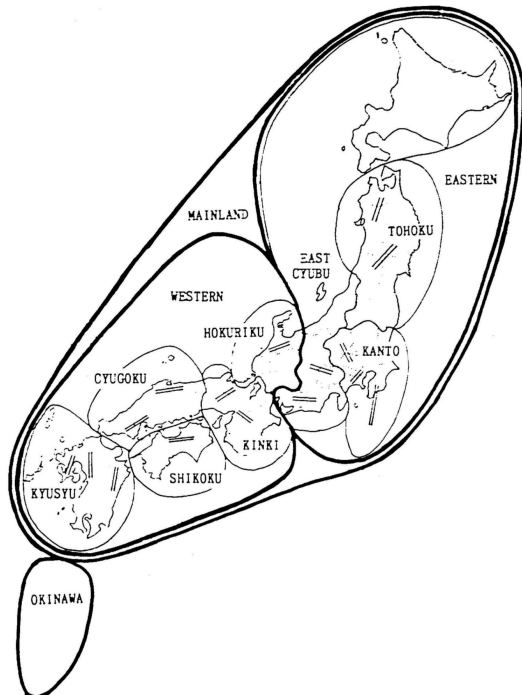 EASTERN
MAINLAND
TOHOKU
EAST
CYUBU
WESTERN
HOKURIKU
KANTO
CYUGOKU
KINKI
SHIKOKU
KYUSYU
OKINAWA